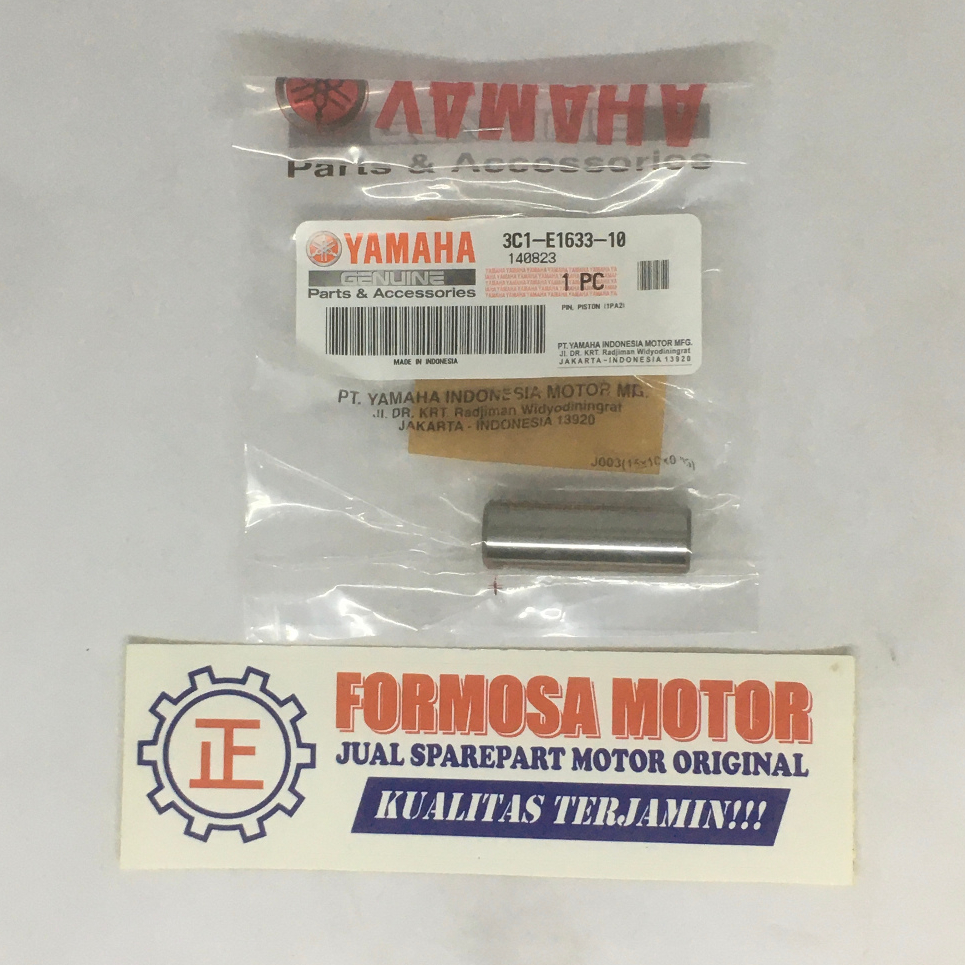 YAMAHA
GENUINE
Parts & Accessories
YAMAHA
3C1-E1633-10
140823
GENUINE
1 PC
Parts & Accessories
PIN, PISTON (1PA2)
MADE IN INDONESIA
PT. YAMAHA INDONESIA MOTOR MFG.
Jl. DR. KRT. Radjiman Widyodiningrat
JAKARTA - INDONESIA 13920
PT. YAMAHA INDONESIA MOTOR MFG.
Jl. DR. KRT. Radjiman Widyodiningrat
JAKARTA - INDONESIA 13920
正
FORMOSA MOTOR
JUAL SPAREPART MOTOR ORIGINAL
KUALITAS TERJAMIN!!!